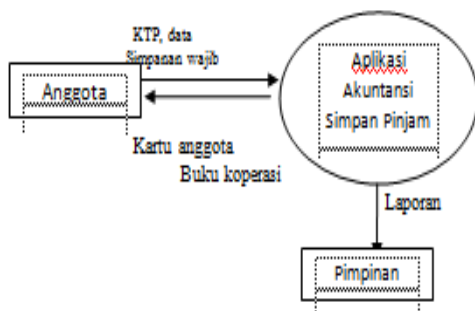 KTP, data
Simpanan wajib
Anggota
Aplikasi
Akuntansi
Simpan Pinjam
Kartu anggota
Buku koperasi
Laporan
Pimpinan